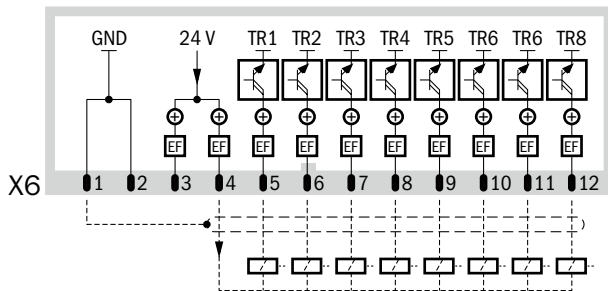 GND 24 V TR1 TR2 TR3 TR4 TR5 TR6 TR6 TR8
EF EF EF EF EF EF EF EF EF EF
X6 1 2 3 4 5 6 7 8 9 10 11 12